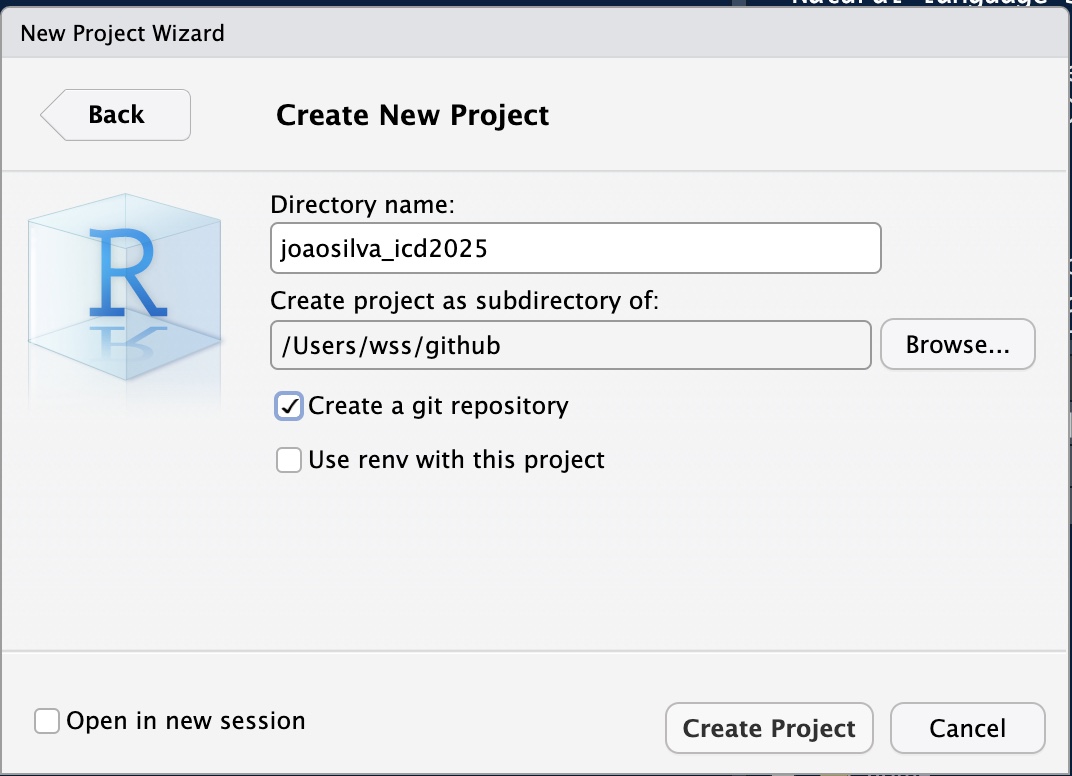 New Project Wizard
Back
Create New Project
R
Directory name:
joaosilva_icd2025
Create project as subdirectory of:
/Users/wss/github
Browse...
Create a git repository
Use renv with this project
Open in new session
Create Project
Cancel